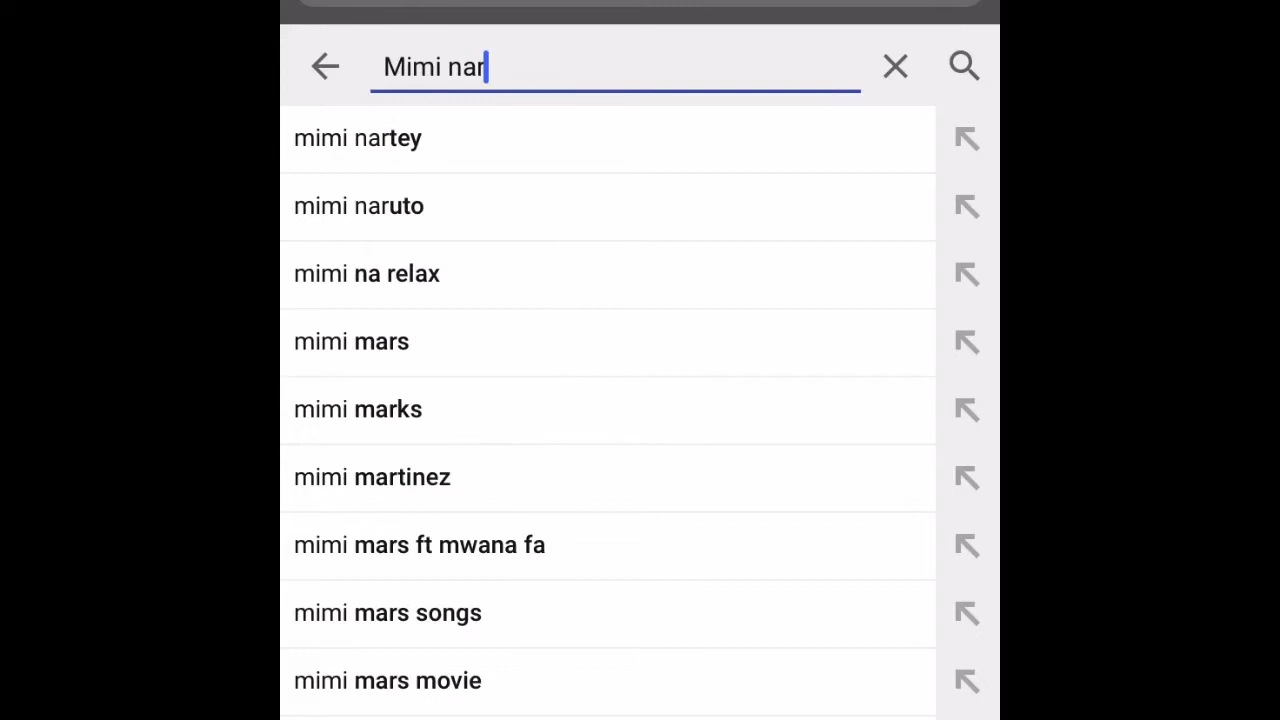 Mimi nar
mimi nartey
mimi naruto
mimi na relax
mimi mars
mimi marks
mimi martinez
mimi mars ft mwana fa
mimi mars songs
mimi mars movie